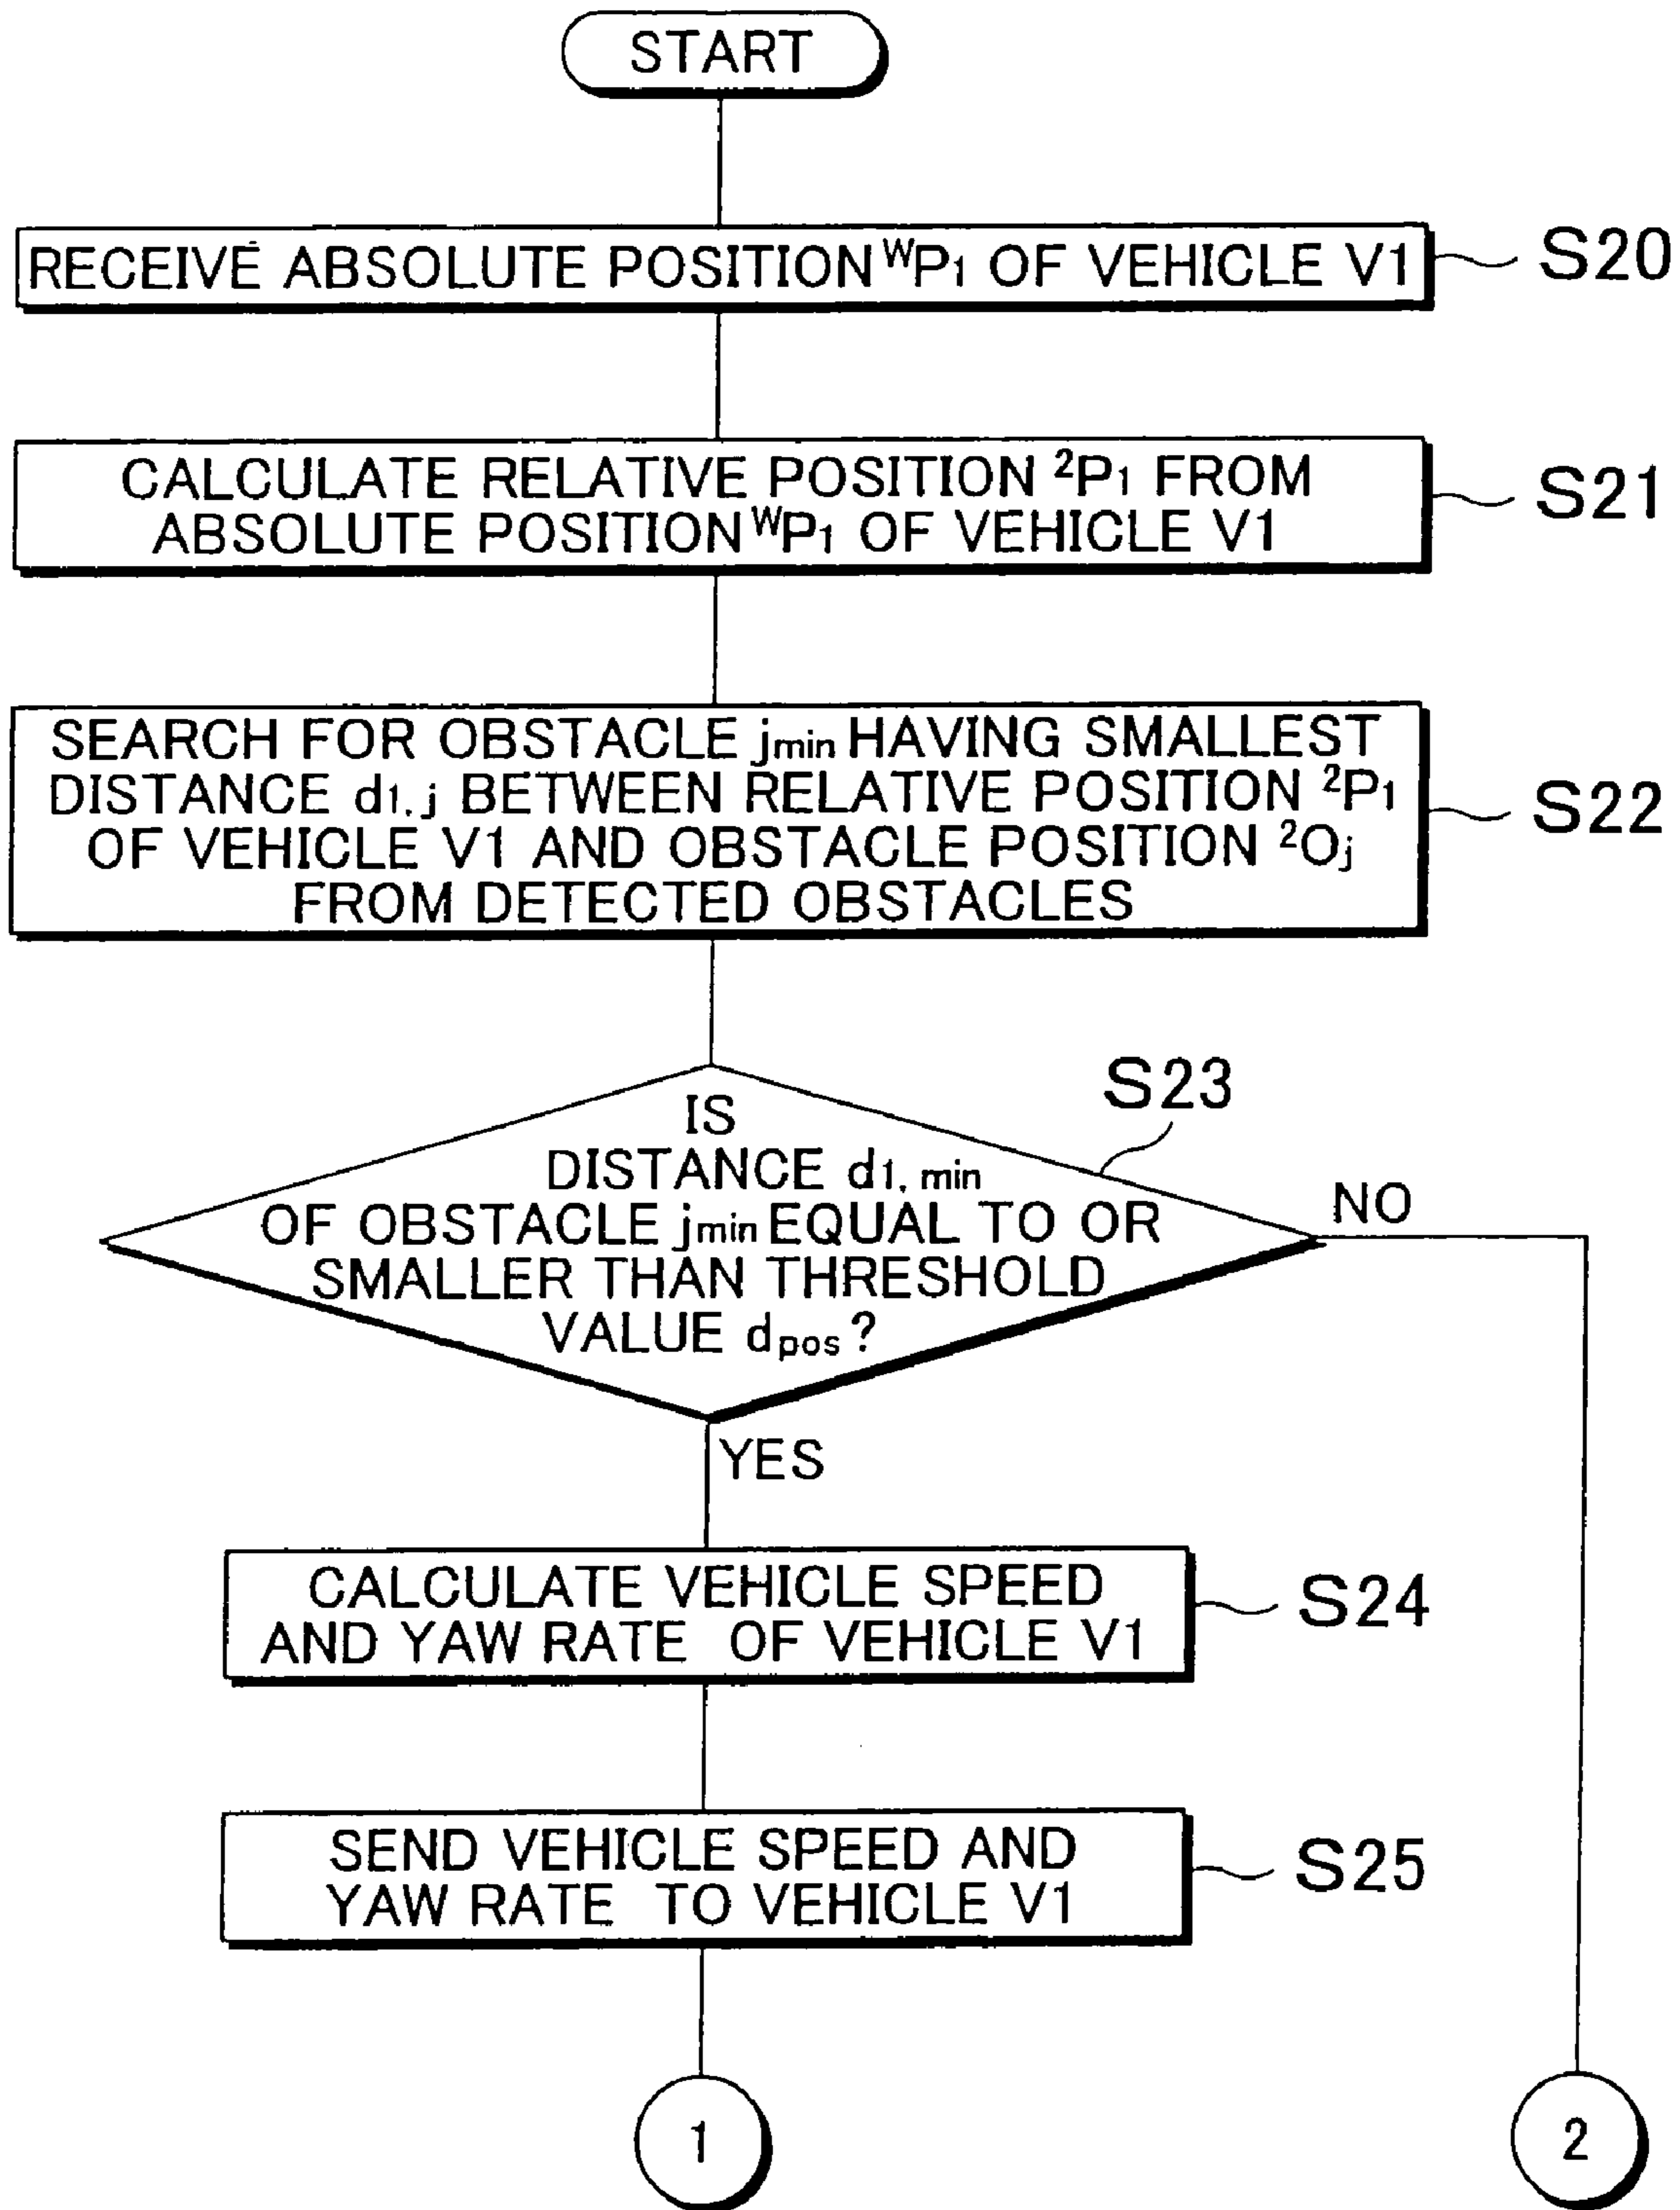 START
RECEIVE ABSOLUTE POSITION ᵂP₁ OF VEHICLE V1
S20
CALCULATE RELATIVE POSITION ²P₁ FROM
ABSOLUTE POSITION ᵂP₁ OF VEHICLE V1
S21
SEARCH FOR OBSTACLE jmin HAVING SMALLEST
DISTANCE d1,j BETWEEN RELATIVE POSITION ²P₁
OF VEHICLE V1 AND OBSTACLE POSITION ²Oj
FROM DETECTED OBSTACLES
S22
S23
IS
DISTANCE d1,min
OF OBSTACLE jmin EQUAL TO OR
SMALLER THAN THRESHOLD
VALUE dpos?
NO
YES
CALCULATE VEHICLE SPEED
AND YAW RATE OF VEHICLE V1
S24
SEND VEHICLE SPEED AND
YAW RATE TO VEHICLE V1
S25
1
2